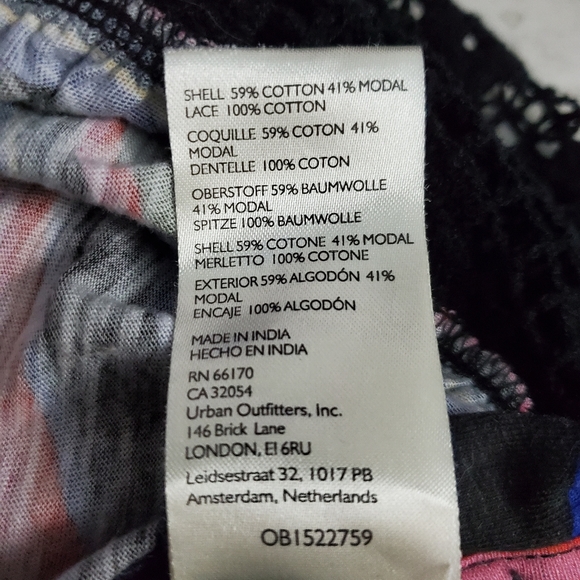 SHELL 59% COTTON 41% MODAL
LACE 100% COTTON
COQUILLE 59% COTON 41%
MODAL
DENTELLE 100% COTON
OBERSTOFF 59% BAUMWOLLE
41% MODAL
SPITZE 100% BAUMWOLLE
SHELL 59% COTONE 41% MODAL
MERLETTO 100% COTONE
EXTERIOR 59% ALGODÓN 41%
MODAL
ENCAJE 100% ALGODÓN
MADE IN INDIA
HECHO EN INDIA
RN 66170
CA 32054
Urban Outfitters, Inc.
146 Brick Lane
LONDON, E1 6RU
Leidsestraat 32, 1017 PB
Amsterdam, Netherlands
OB1522759